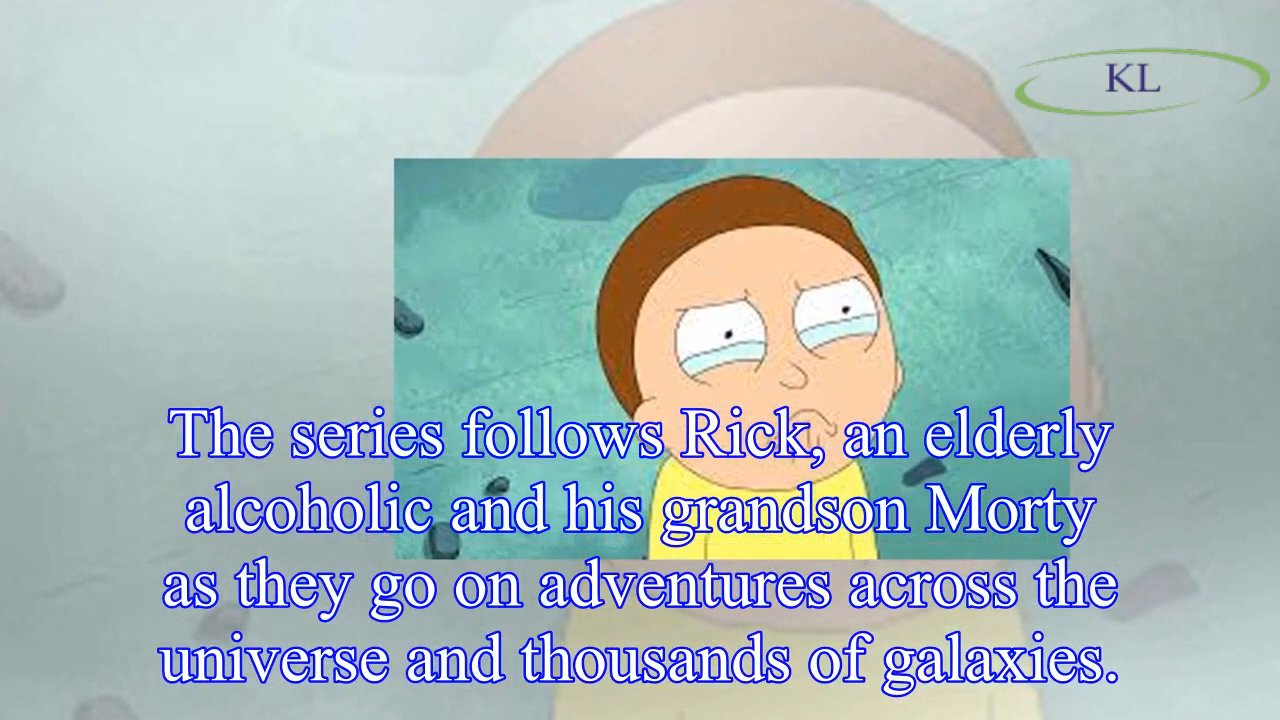 KL
The series follows Rick, an elderly
alcoholic and his grandson Morty
as they go on adventures across the
universe and thousands of galaxies.